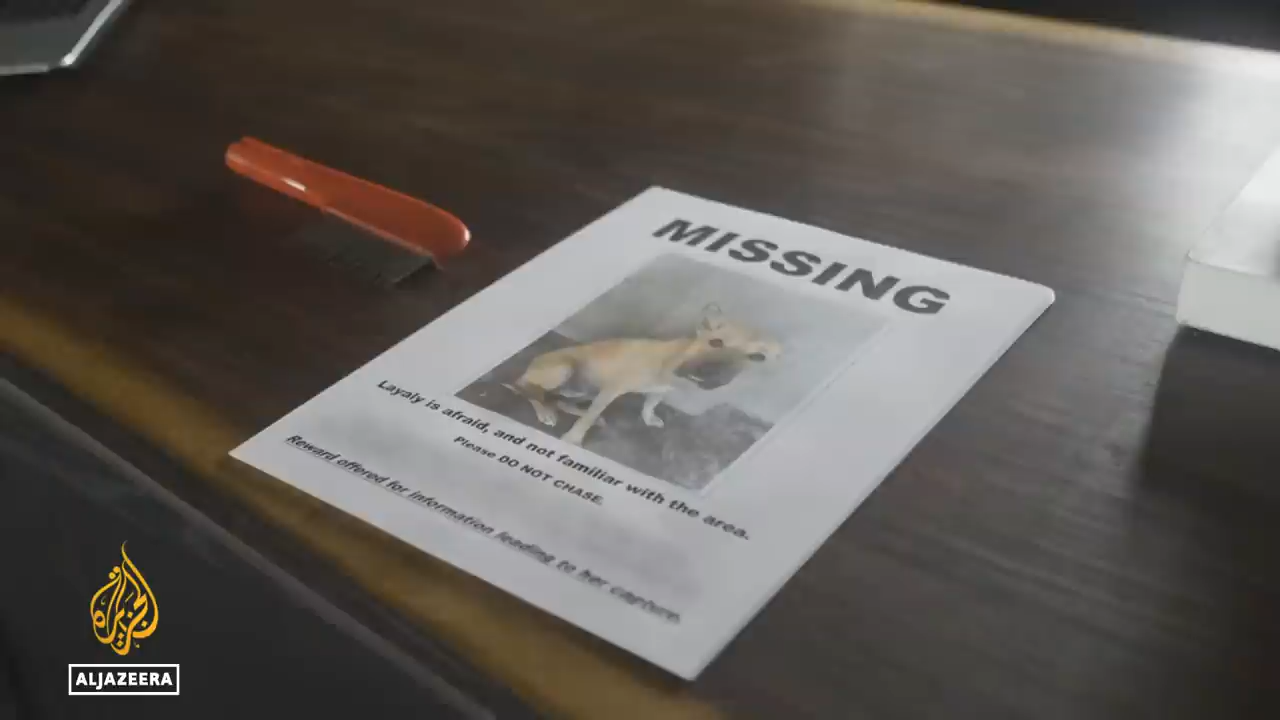 MISSING
Layaly is afraid, and not familiar with the area.
Please DO NOT CHASE.
Reward offered for information leading to her capture.
الجزيرة
ALJAZEERA